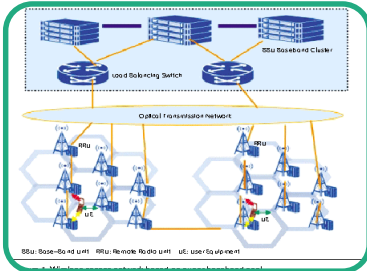 BBU Baseband Cluster
Load Balancing Switch
Optical Transmission Network
RRU
RRU
UE
UE
BBU: Base-Band Unit RRU: Remote Radio Unit UE: User Equipment